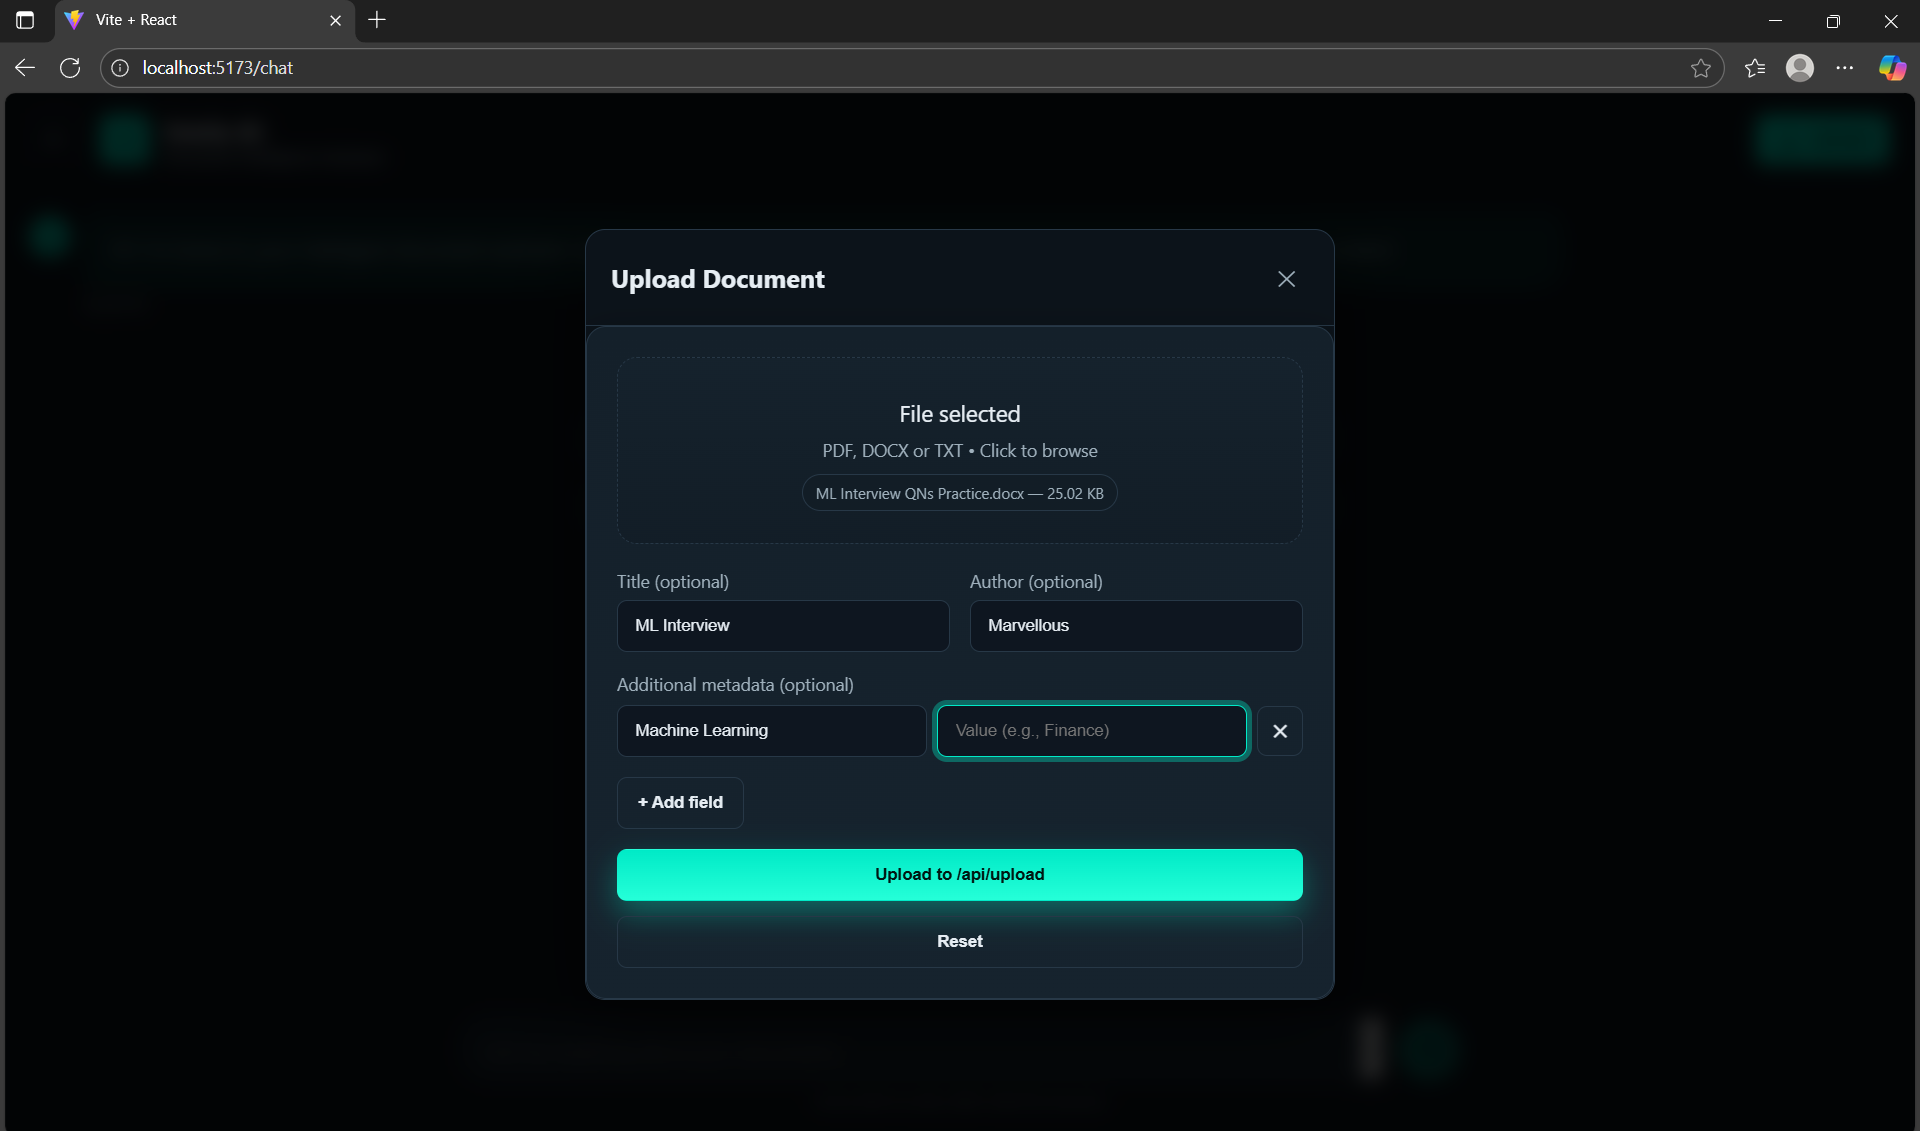 Vite + React
localhost:5173/chat
Upload Document
File selected
PDF, DOCX or TXT • Click to browse
ML Interview QNs Practice.docx — 25.02 KB
Title (optional)
Author (optional)
ML Interview
Marvellous
Additional metadata (optional)
Machine Learning
Value (e.g., Finance)
+ Add field
Upload to /api/upload
Reset